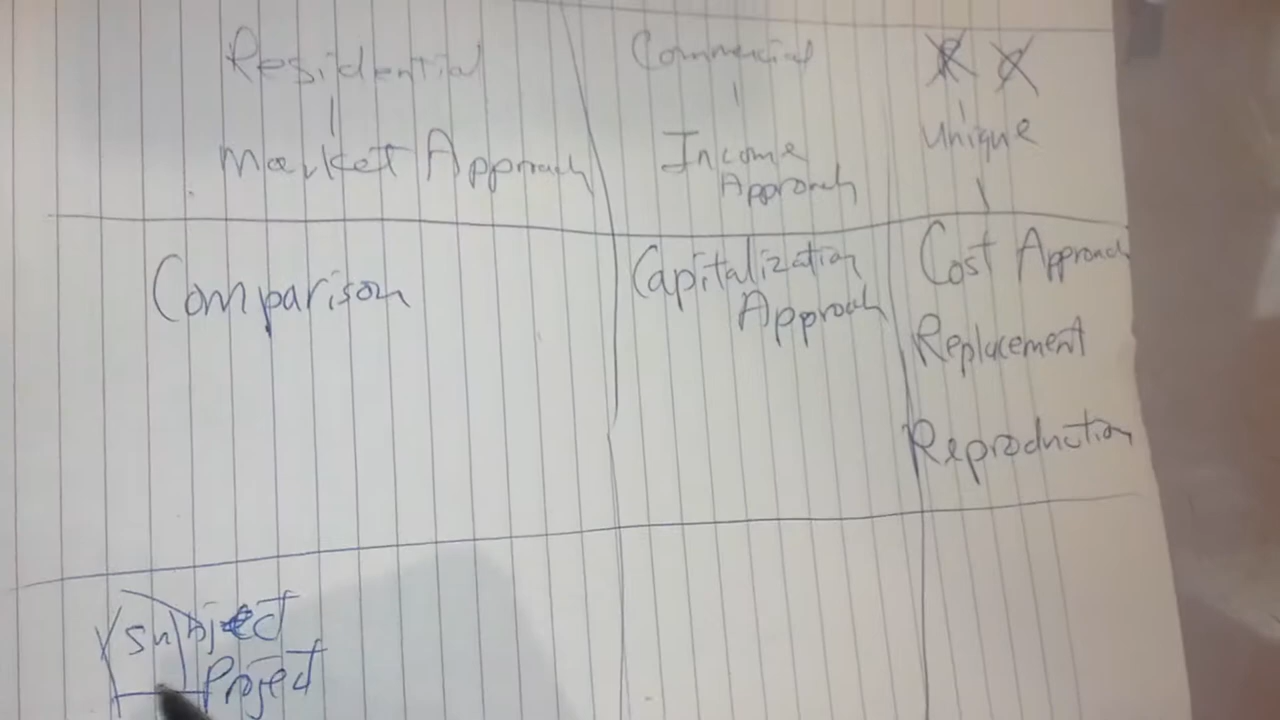 Residential
Market Approach
Commercial
Income
Approach
R C
Unique
Comparison
Capitalization
Approach
Cost Approach
Replacement
Reproduction
Subject
Project